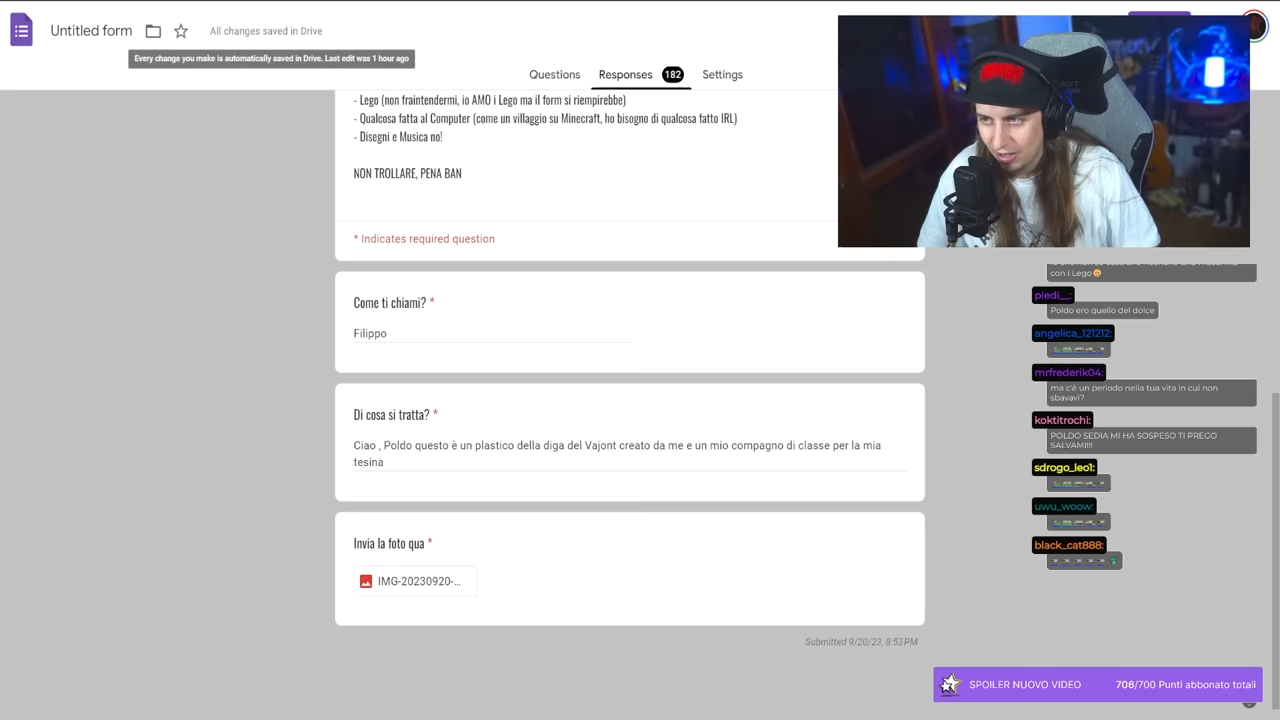 Untitled form
All changes saved in Drive
Every change you make is automatically saved in Drive. Last edit was 1 hour ago
Questions
Responses 182
Settings
- Lego (non fraintendermi, io AMO i Lego ma il form si riempirebbe)
- Qualcosa fatta al Computer (come un villaggio su Minecraft, ho bisogno di qualcosa fatto IRL)
- Disegni e Musica no!
NON TROLLARE, PENA BAN
* Indicates required question
Come ti chiami? *
Filippo
Di cosa si tratta? *
Ciao , Poldo questo è un plastico della diga del Vajont creato da me e un mio compagno di classe per la mia
tesina
Invia la foto qua *
IMG-20230920-...
Submitted 9/20/23, 8:53 PM
con i Lego
piedi__:
Poldo ero quello del dolce
angelica_121212:
mrfrederik04:
ma c'è un periodo nella tua vita in cui non
sbavavi?
koktitrochi:
POLDO SEDIA MI HA SOSPESO TI PREGO
SALVAMI!!!
sdrogo_leo1:
uwu_woow:
black_cat888:
SPOILER NUOVO VIDEO
706/700 Punti abbonato totali